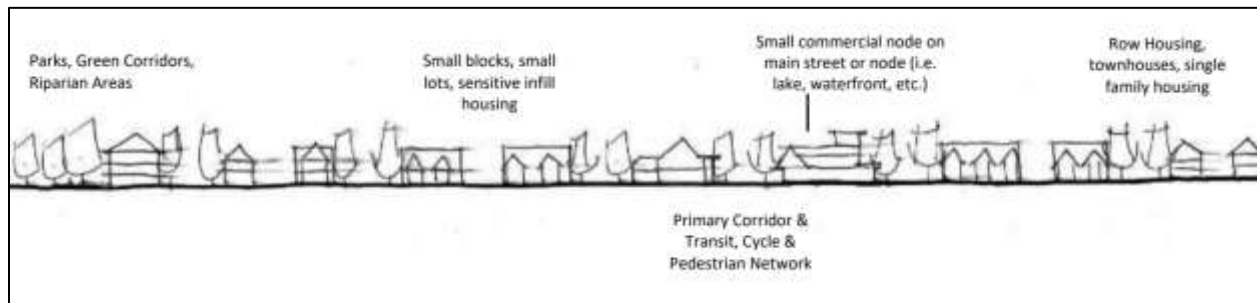 Parks, Green Corridors,
Riparian Areas
Small blocks, small
lots, sensitive infill
housing
Small commercial node on
main street or node (i.e.
lake, waterfront, etc.)
Row Housing,
townhouses, single
family housing
Primary Corridor &
Transit, Cycle &
Pedestrian Network